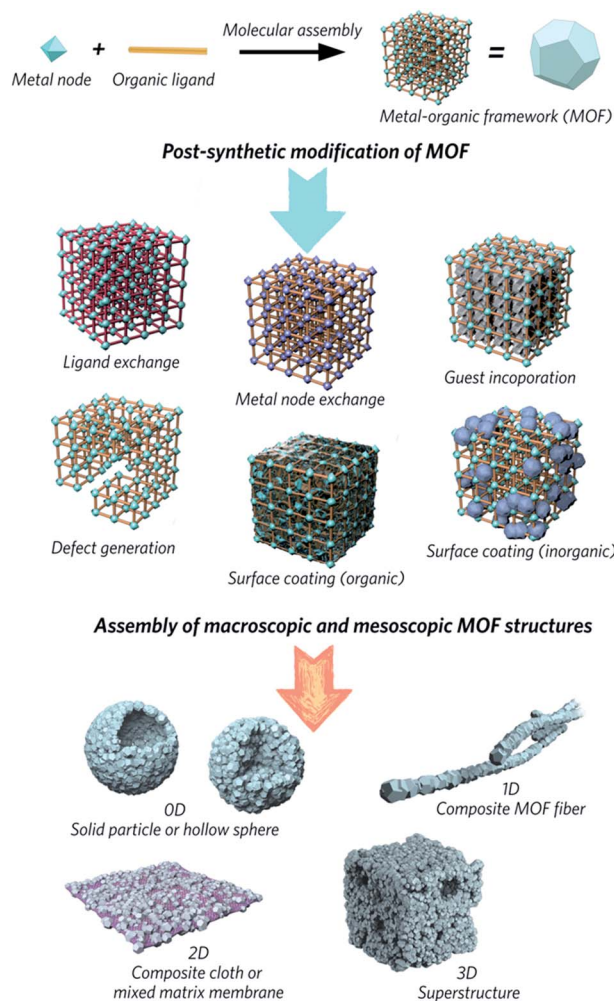 Molecular assembly
+
=
Metal node
Organic ligand
Metal-organic framework (MOF)
Post-synthetic modification of MOF
Ligand exchange
Metal node exchange
Guest incoporation
Defect generation
Surface coating (organic)
Surface coating (inorganic)
Assembly of macroscopic and mesoscopic MOF structures
0D
Solid particle or hollow sphere
1D
Composite MOF fiber
2D
Composite cloth or
mixed matrix membrane
3D
Superstructure